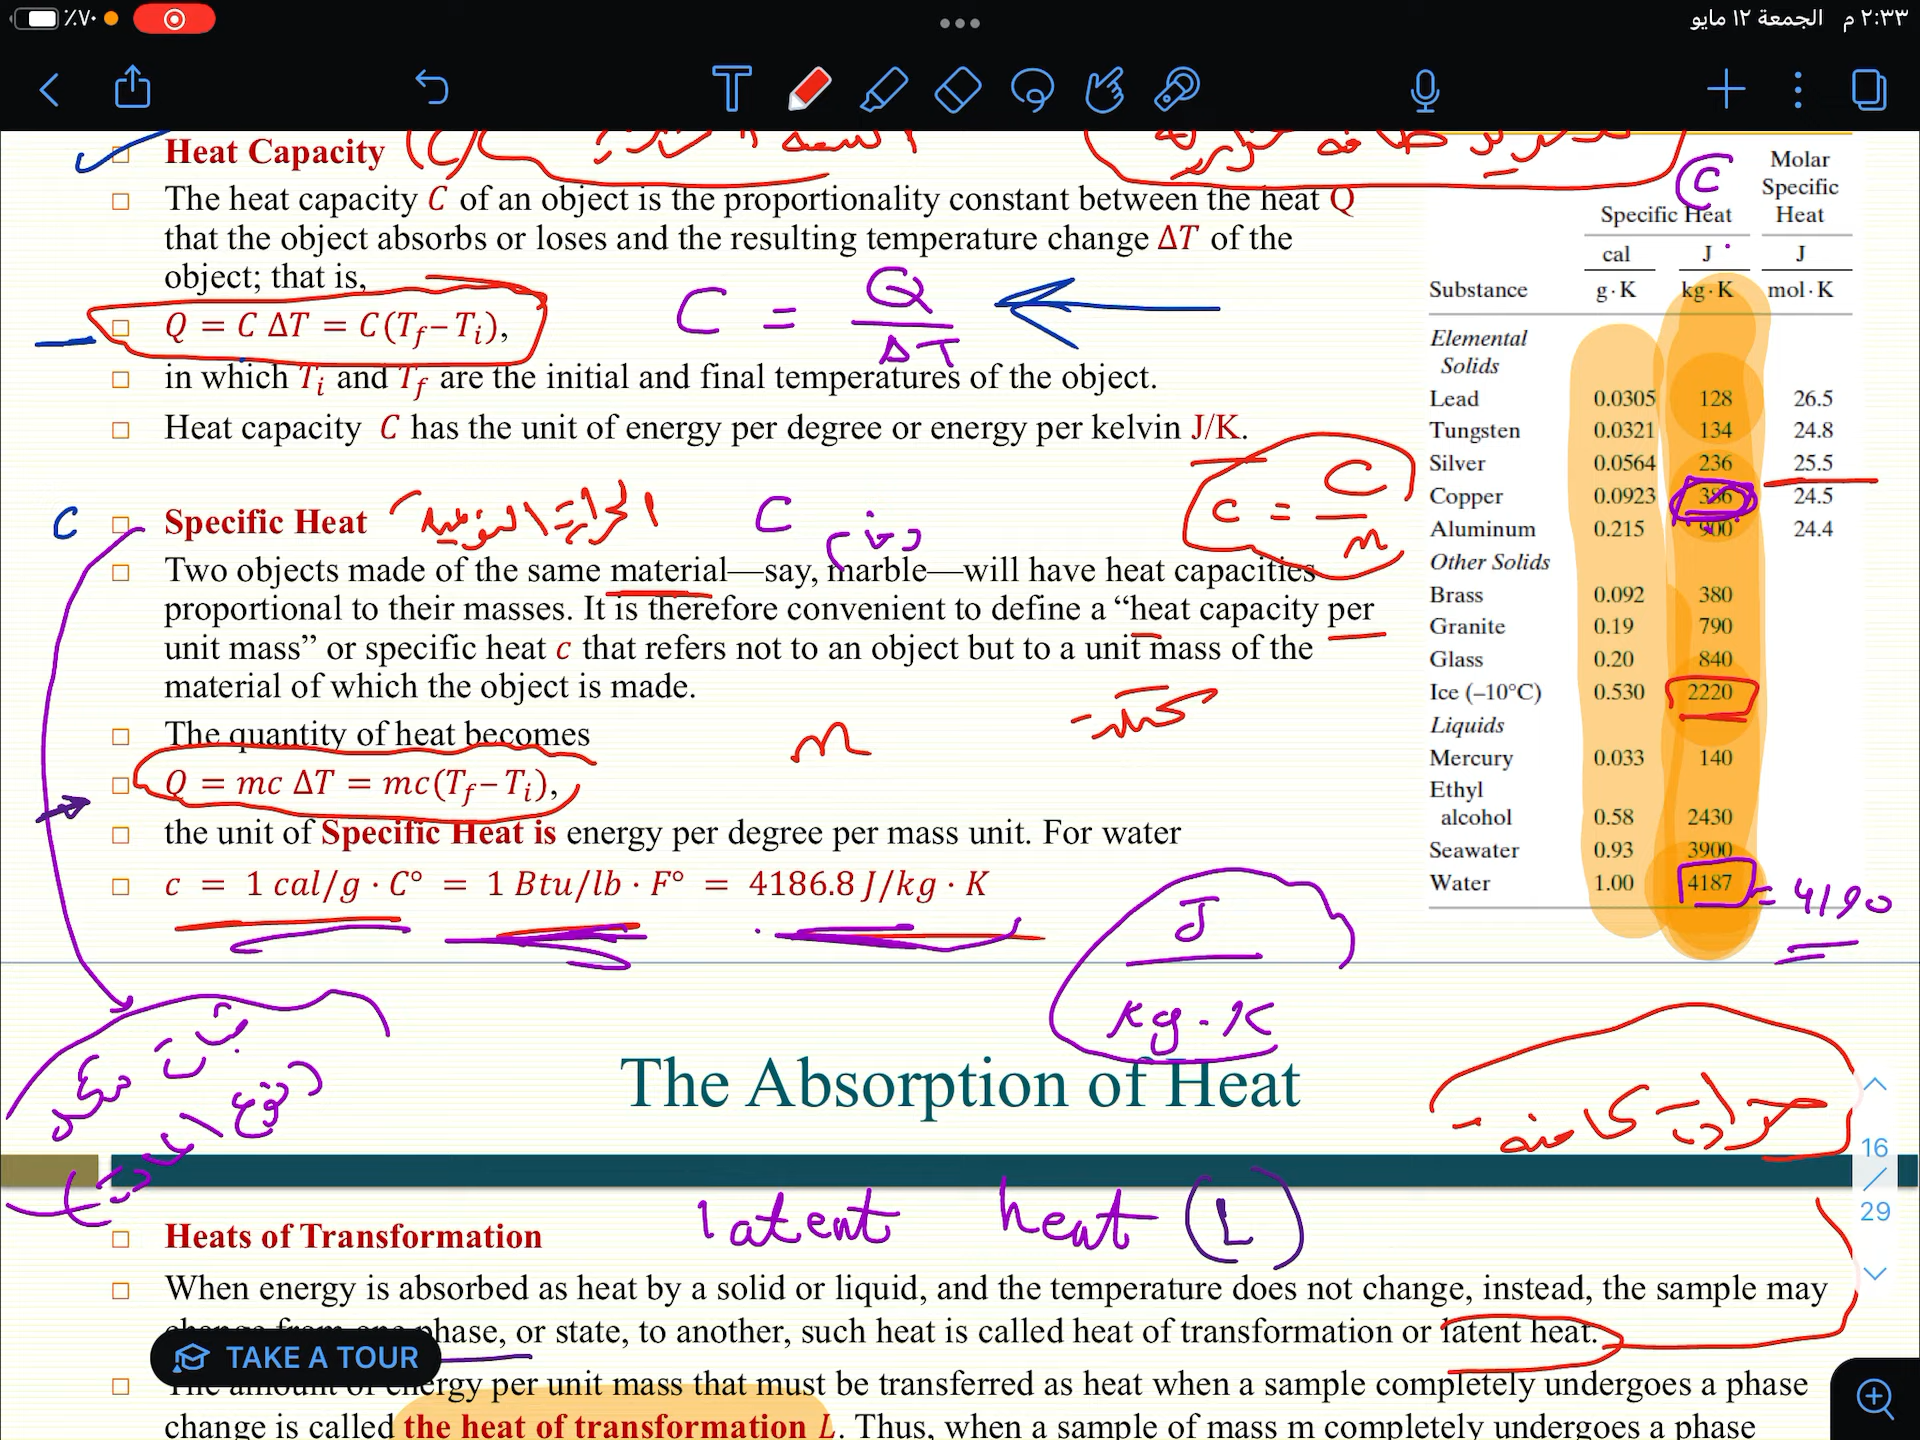 ٪٧٠
٢:٣٣ م الجمعة ١٢ مايو
Heat Capacity (C)
The heat capacity C of an object is the proportionality constant between the heat Q
that the object absorbs or loses and the resulting temperature change ΔT of the
object; that is,
Q = C ΔT = C(Tf − Ti),
C = Q / ΔT
in which Ti and Tf are the initial and final temperatures of the object.
Heat capacity C has the unit of energy per degree or energy per kelvin J/K.
c = C / m
C Specific Heat الحرارة النوعية C
Two objects made of the same material—say, marble—will have heat capacities
proportional to their masses. It is therefore convenient to define a “heat capacity per
unit mass” or specific heat c that refers not to an object but to a unit mass of the
material of which the object is made.
The quantity of heat becomes
m
Q = mc ΔT = mc(Tf − Ti),
the unit of Specific Heat is energy per degree per mass unit. For water
c = 1 cal/g · C° = 1 Btu/lb · F° = 4186.8 J/kg · K
J
kg · K
C
Molar
Specific
Specific Heat Heat
cal J J
Substance g·K kg·K mol·K
Elemental
Solids
Lead 0.0305 128 26.5
Tungsten 0.0321 134 24.8
Silver 0.0564 236 25.5
Copper 0.0923 386 24.5
Aluminum 0.215 900 24.4
Other Solids
Brass 0.092 380
Granite 0.19 790
Glass 0.20 840
Ice (–10°C) 0.530 2220
Liquids
Mercury 0.033 140
Ethyl
alcohol 0.58 2430
Seawater 0.93 3900
Water 1.00 4187 = 4190
The Absorption of Heat
16
/
29
latent heat (L)
Heats of Transformation
When energy is absorbed as heat by a solid or liquid, and the temperature does not change, instead, the sample may
change from one phase, or state, to another, such heat is called heat of transformation or latent heat.
TAKE A TOUR
The amount of energy per unit mass that must be transferred as heat when a sample completely undergoes a phase
change is called the heat of transformation L. Thus, when a sample of mass m completely undergoes a phase